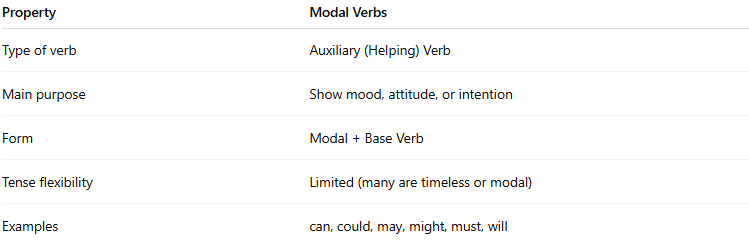 Property Modal Verbs
Type of verb Auxiliary (Helping) Verb
Main purpose Show mood, attitude, or intention
Form Modal + Base Verb
Tense flexibility Limited (many are timeless or modal)
Examples can, could, may, might, must, will